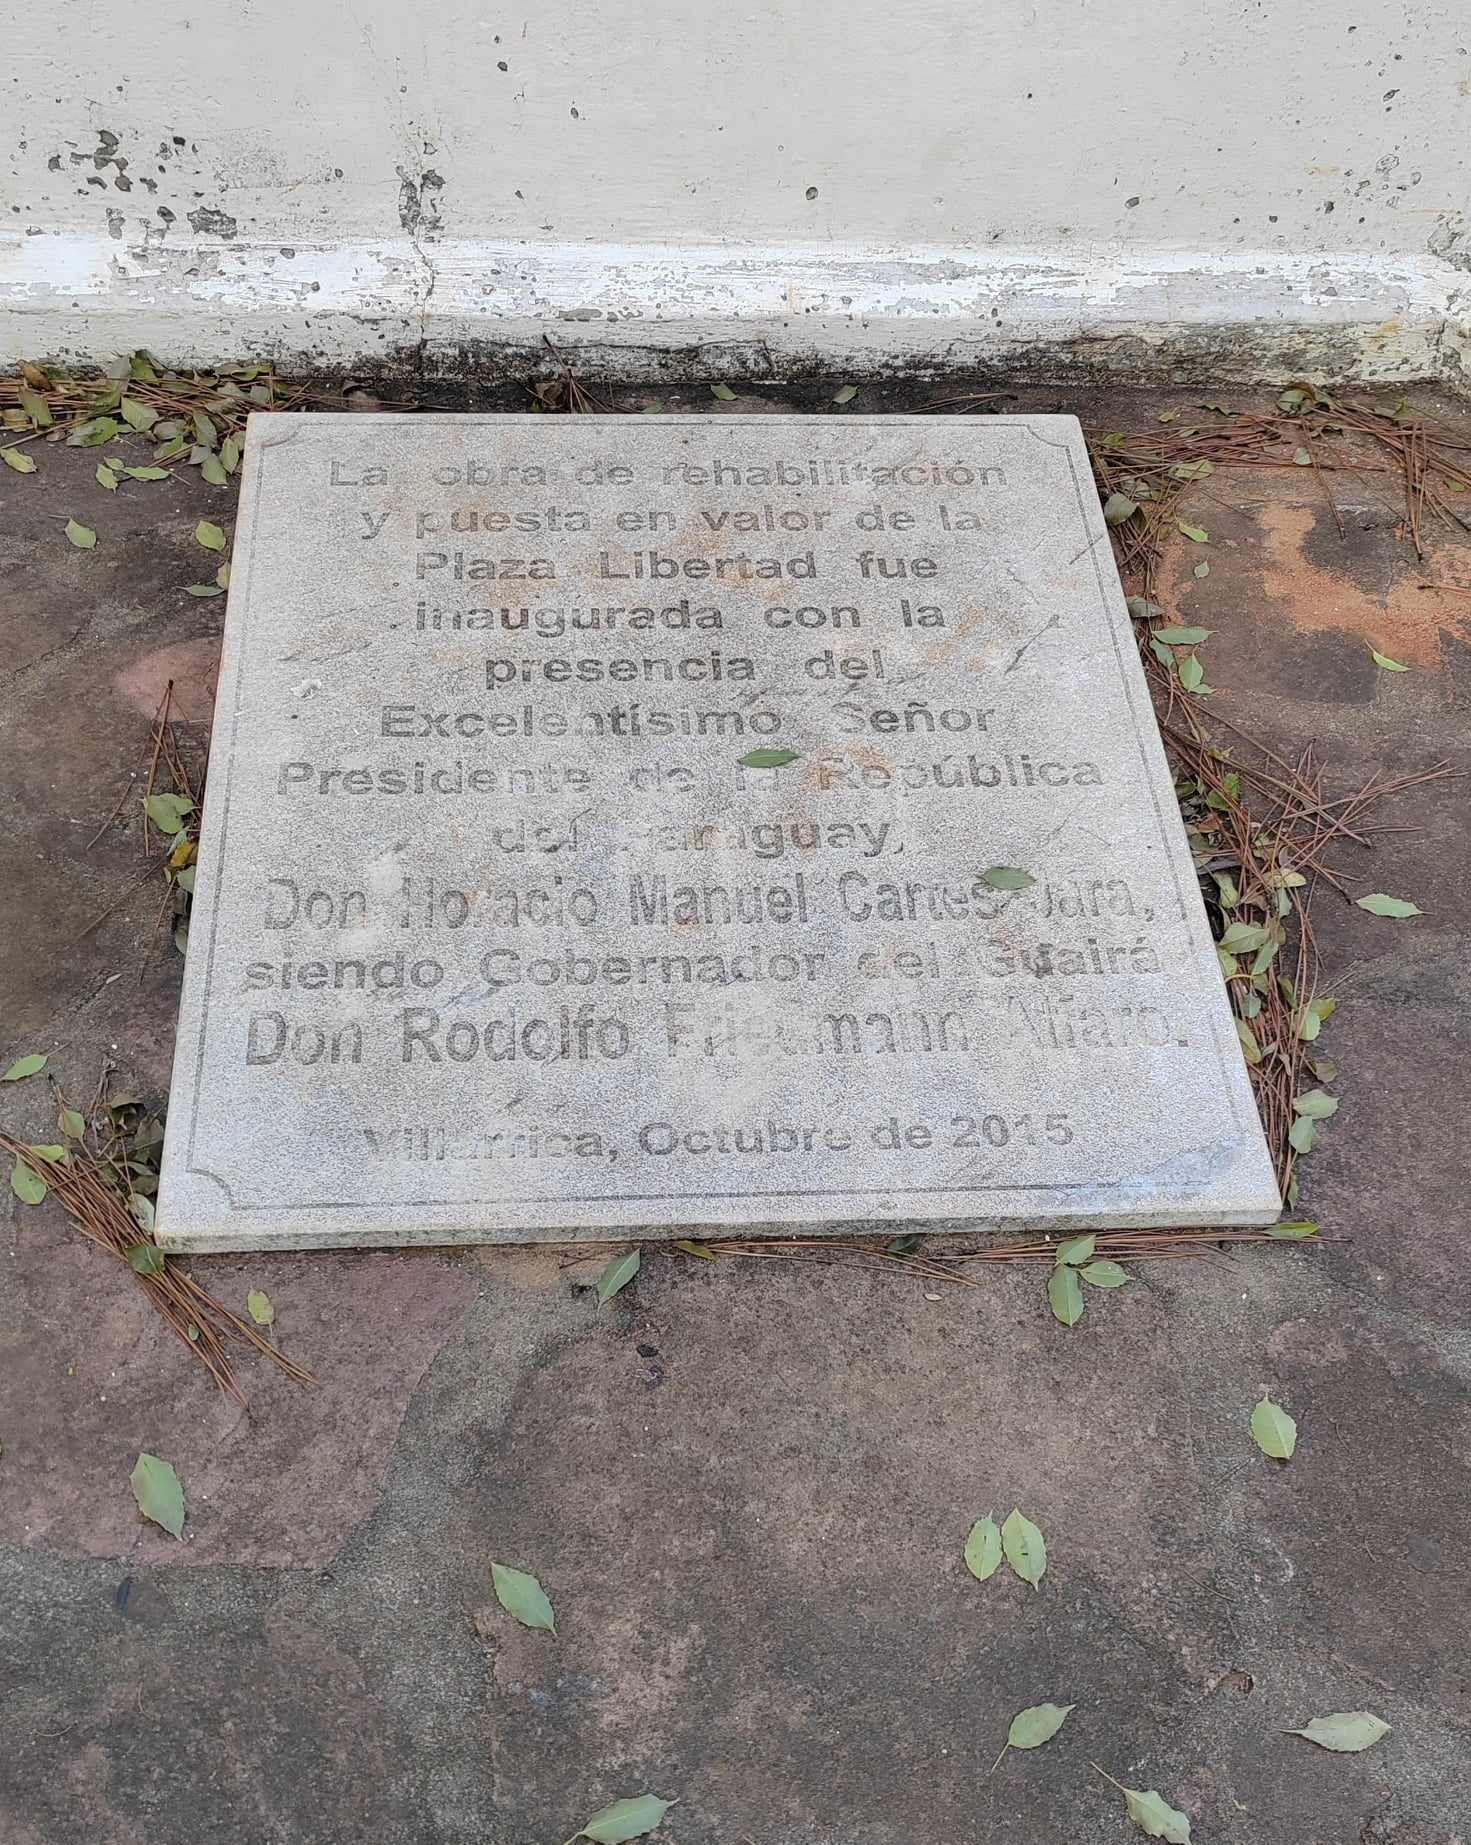 La obra de rehabilitación
y puesta en valor de la
Plaza Libertad fue
inaugurada con la
presencia del
Excelentísimo Señor
Presidente de la República
del Paraguay,
Don Horacio Manuel Cartes Jara,
siendo Gobernador del Guairá
Don Rodolfo Friedmann Alfaro.
Villarrica, Octubre de 2015